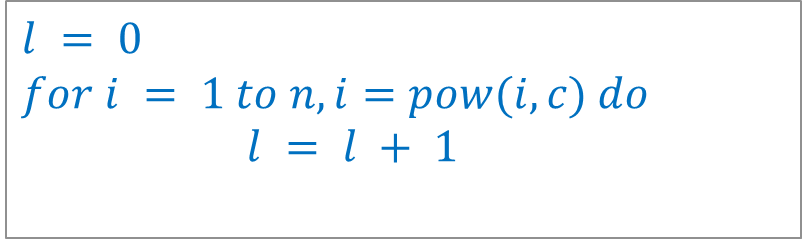 l = 0
for i = 1 to n, i = pow(i, c) do
l = l + 1